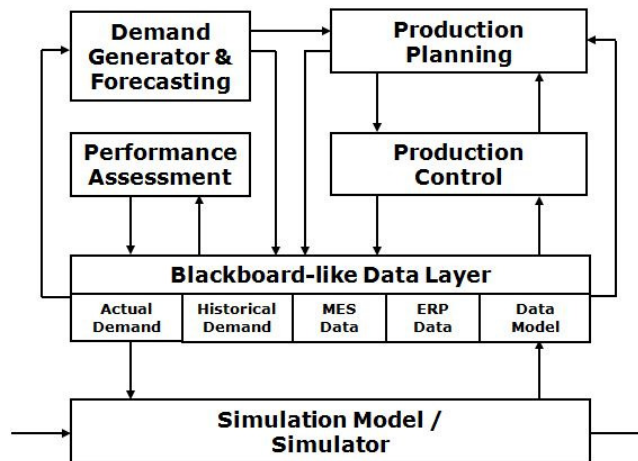 Demand
Generator &
Forecasting
Production
Planning
Performance
Assessment
Production
Control
Blackboard-like Data Layer
Actual
Demand
Historical
Demand
MES
Data
ERP
Data
Data
Model
Simulation Model /
Simulator